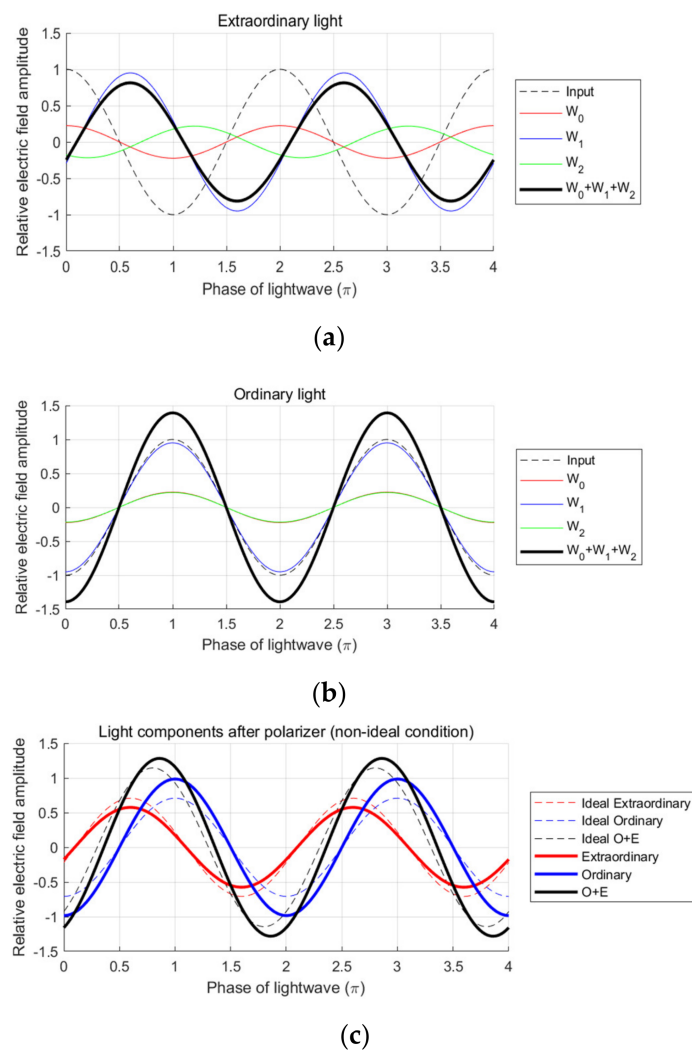 Extraordinary light
Relative electric field amplitude
1.5
1
0.5
0
-0.5
-1
-1.5
0 0.5 1 1.5 2 2.5 3 3.5 4
Phase of lightwave (π)
Input
W0
W1
W2
W0+W1+W2
(a)
Ordinary light
Relative electric field amplitude
1.5
1
0.5
0
-0.5
-1
-1.5
0 0.5 1 1.5 2 2.5 3 3.5 4
Phase of lightwave (π)
Input
W0
W1
W2
W0+W1+W2
(b)
Light components after polarizer (non-ideal condition)
Relative electric field amplitude
1.5
1
0.5
0
-0.5
-1
-1.5
0 0.5 1 1.5 2 2.5 3 3.5 4
Phase of lightwave (π)
Ideal Extraordinary
Ideal Ordinary
Ideal O+E
Extraordinary
Ordinary
O+E
(c)